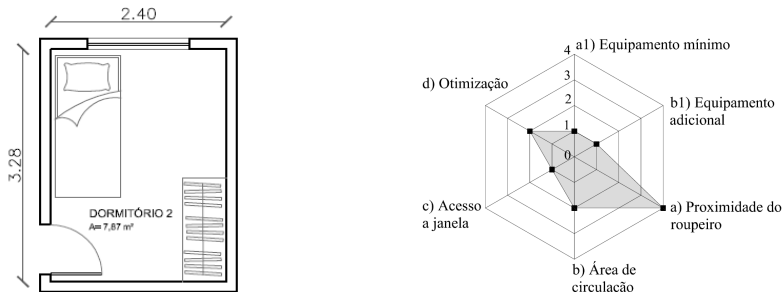 2.40
3.28
DORMITÓRIO 2
A= 7,87 m²
a1) Equipamento mínimo
4
3
2
1
0
b1) Equipamento
adicional
a) Proximidade do
roupeiro
b) Área de
circulação
c) Acesso
a janela
d) Otimização